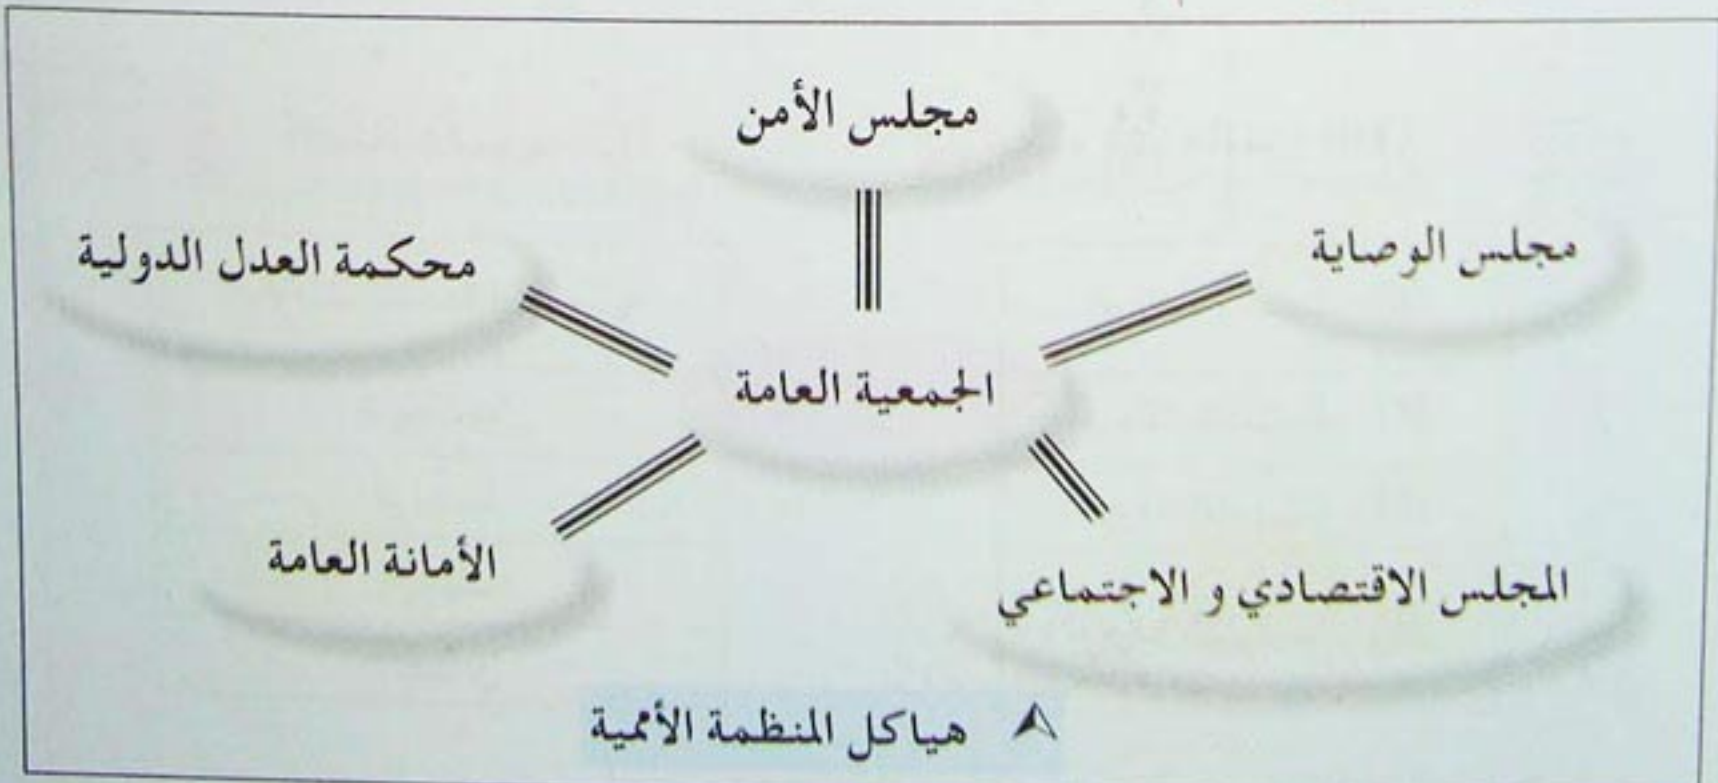 مجلس الأمن
مجلس الوصاية
محكمة العدل الدولية
الجمعية العامة
الأمانة العامة
المجلس الاقتصادي و الاجتماعي
هياكل المنظمة الأممية